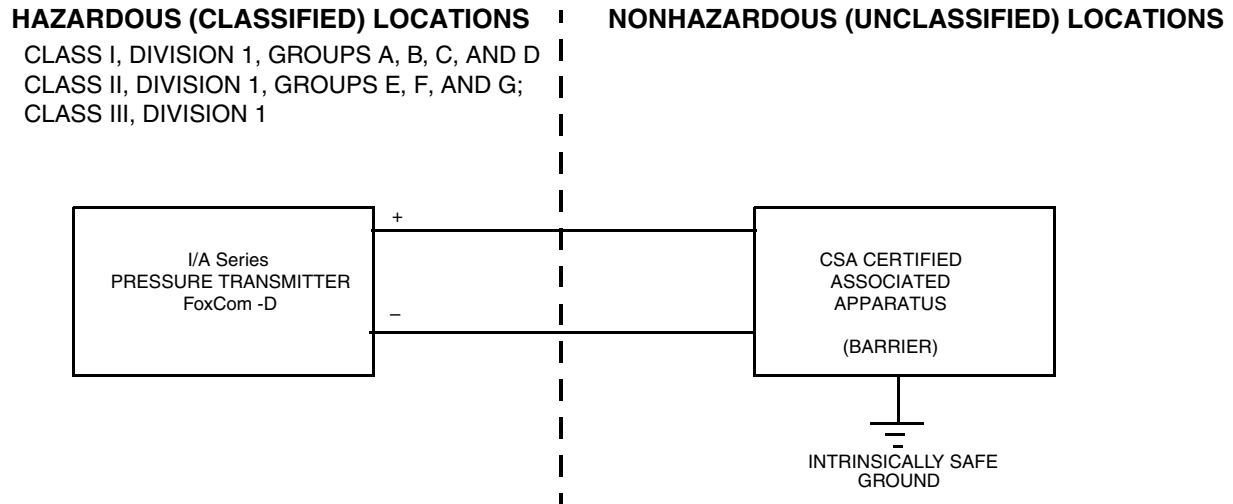 HAZARDOUS (CLASSIFIED) LOCATIONS
CLASS I, DIVISION 1, GROUPS A, B, C, AND D
CLASS II, DIVISION 1, GROUPS E, F, AND G;
CLASS III, DIVISION 1
NONHAZARDOUS (UNCLASSIFIED) LOCATIONS
I/A Series
PRESSURE TRANSMITTER
FoxCom -D
+
–
CSA CERTIFIED
ASSOCIATED
APPARATUS
(BARRIER)
INTRINSICALLY SAFE
GROUND